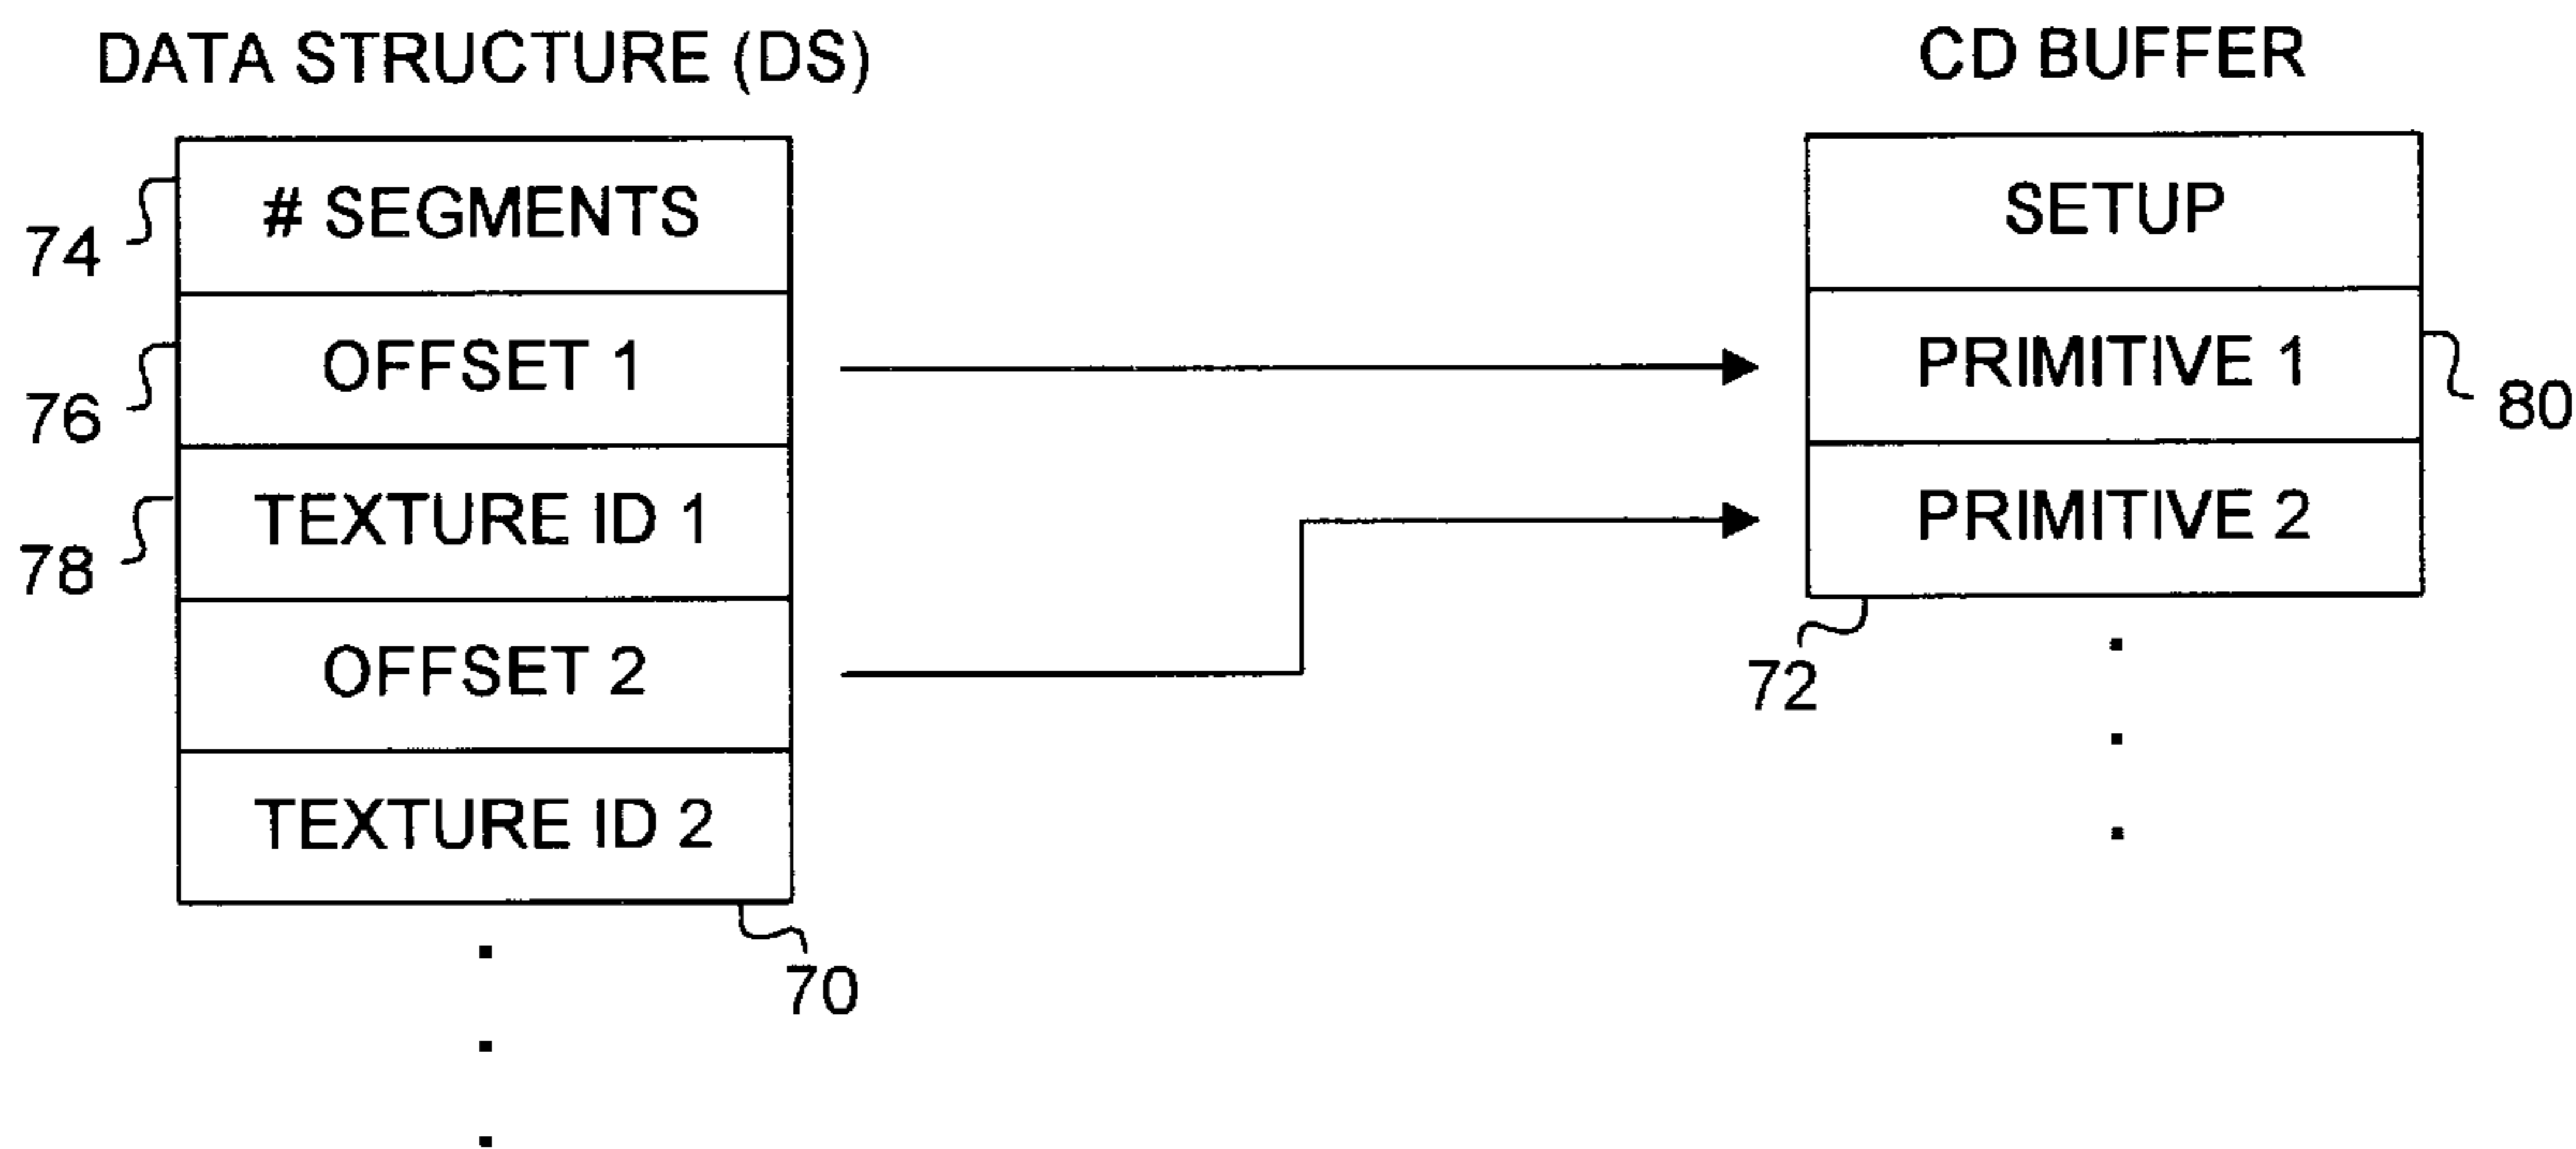 DATA STRUCTURE (DS)
# SEGMENTS
74
OFFSET 1
76
TEXTURE ID 1
78
OFFSET 2
TEXTURE ID 2
70
CD BUFFER
SETUP
PRIMITIVE 1
80
PRIMITIVE 2
72